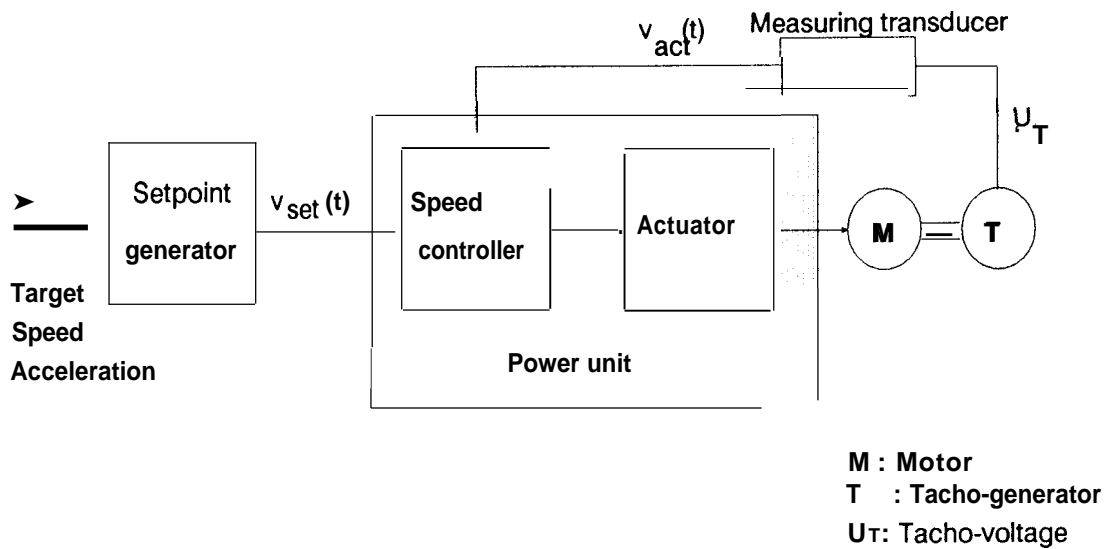 Measuring transducer
v act(t)
U T
Setpoint
generator
v set (t)
Speed
controller
Actuator
M
T
Target
Speed
Acceleration
Power unit
M : Motor
T : Tacho-generator
UT: Tacho-voltage